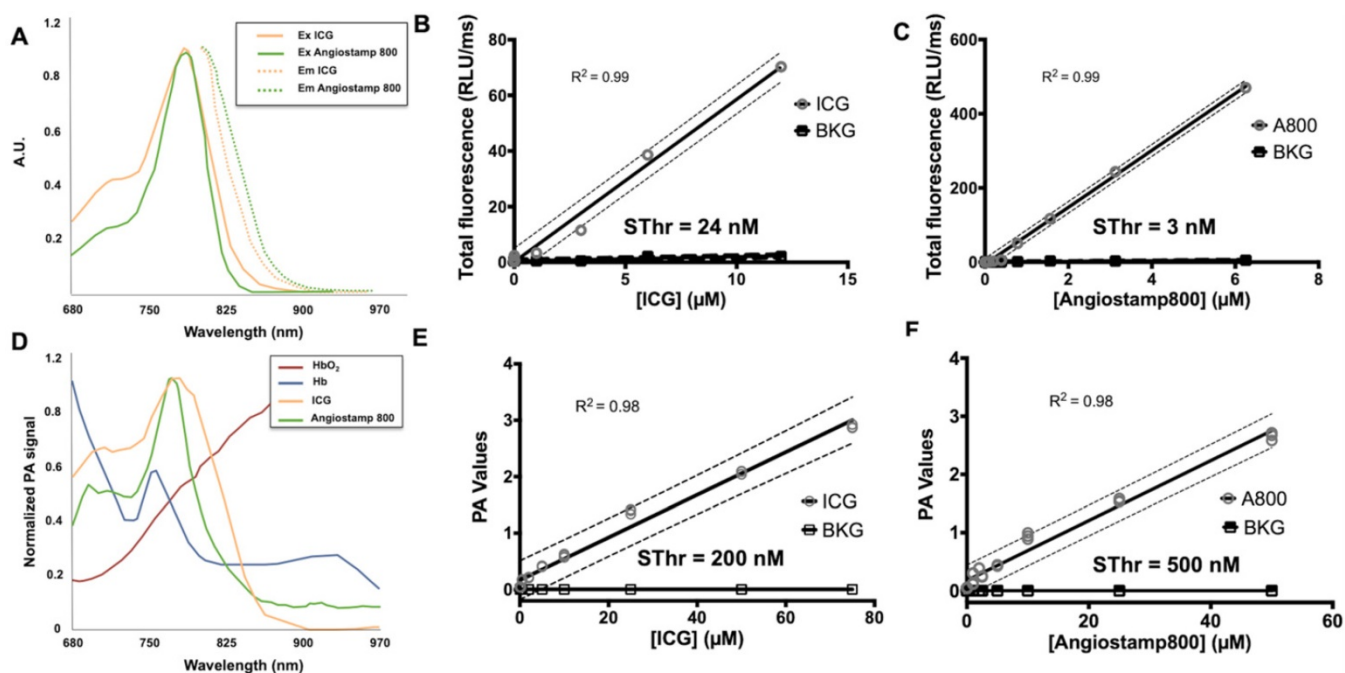 A
A.U.
1.2
1.0
0.8
0.6
0.4
0.2
Ex ICG
Ex Angiostamp 800
Em ICG
Em Angiostamp 800
680 750 825 900 970
Wavelength (nm)
B
Total fluorescence (RLU/ms)
80
60
40
20
0
R² = 0.99
ICG
BKG
SThr = 24 nM
0 5 10 15
[ICG] (µM)
C
Total fluorescence (RLU/ms)
600
400
200
0
R² = 0.99
A800
BKG
SThr = 3 nM
0 2 4 6 8
[Angiostamp800] (µM)
D
Normalized PA signal
1.2
1.0
0.8
0.6
0.4
0.2
0
HbO₂
Hb
ICG
Angiostamp 800
680 750 825 900 970
Wavelength (nm)
E
PA Values
4
3
2
1
0
R² = 0.98
ICG
BKG
SThr = 200 nM
0 20 40 60 80
[ICG] (µM)
F
PA Values
4
3
2
1
0
R² = 0.98
A800
BKG
SThr = 500 nM
0 20 40 60
[Angiostamp800] (µM)